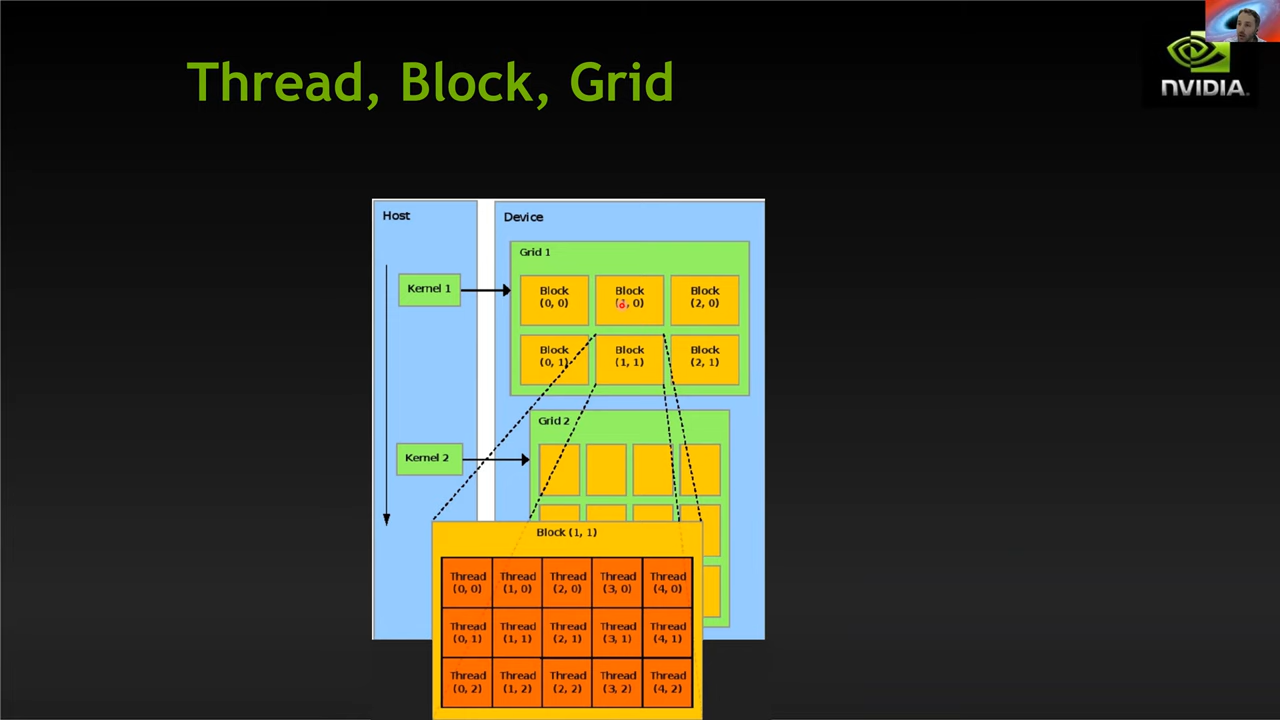 Thread, Block, Grid
NVIDIA.
Host
Device
Grid 1
Kernel 1
Block
(0, 0)
Block
(1, 0)
Block
(2, 0)
Block
(0, 1)
Block
(1, 1)
Block
(2, 1)
Grid 2
Kernel 2
Block (1, 1)
Thread
(0, 0)
Thread
(1, 0)
Thread
(2, 0)
Thread
(3, 0)
Thread
(4, 0)
Thread
(0, 1)
Thread
(1, 1)
Thread
(2, 1)
Thread
(3, 1)
Thread
(4, 1)
Thread
(0, 2)
Thread
(1, 2)
Thread
(2, 2)
Thread
(3, 2)
Thread
(4, 2)